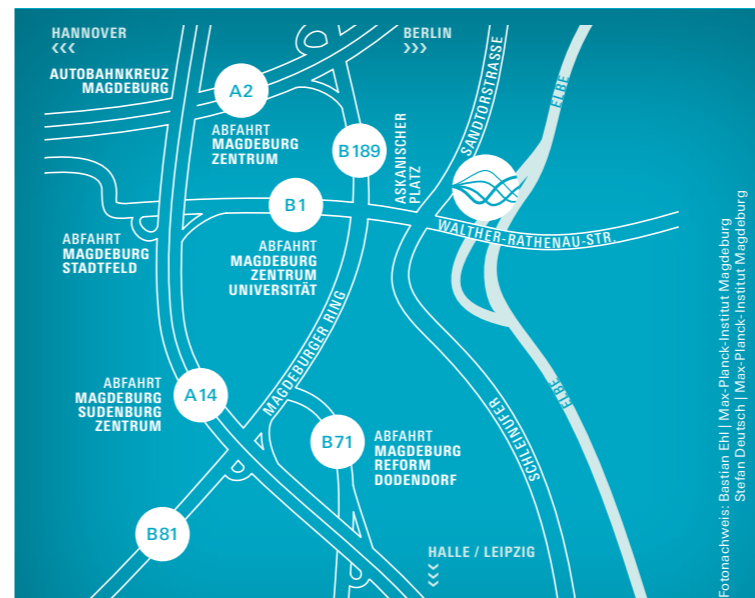 HANNOVER
<<<
BERLIN
>>>
AUTOBAHNKREUZ
MAGDEBURG
A2
ABFAHRT
MAGDEBURG
ZENTRUM
B189
ASKANISCHER
PLATZ
SANDTORSTRASSE
ELBE
B1
WALTHER-RATHENAU-STR.
ABFAHRT
MAGDEBURG
STADTFELD
ABFAHRT
MAGDEBURG
ZENTRUM
UNIVERSITÄT
MAGDEBURGER RING
ABFAHRT
MAGDEBURG
SUDENBURG
ZENTRUM
A14
B71
ABFAHRT
MAGDEBURG
REFORM
DODENDORF
SCHLEINUFER
ELBE
B81
HALLE / LEIPZIG
Fotonachweis: Bastian Ehl | Max-Planck-Institut Magdeburg
Stefan Deutsch | Max-Planck-Institut Magdeburg